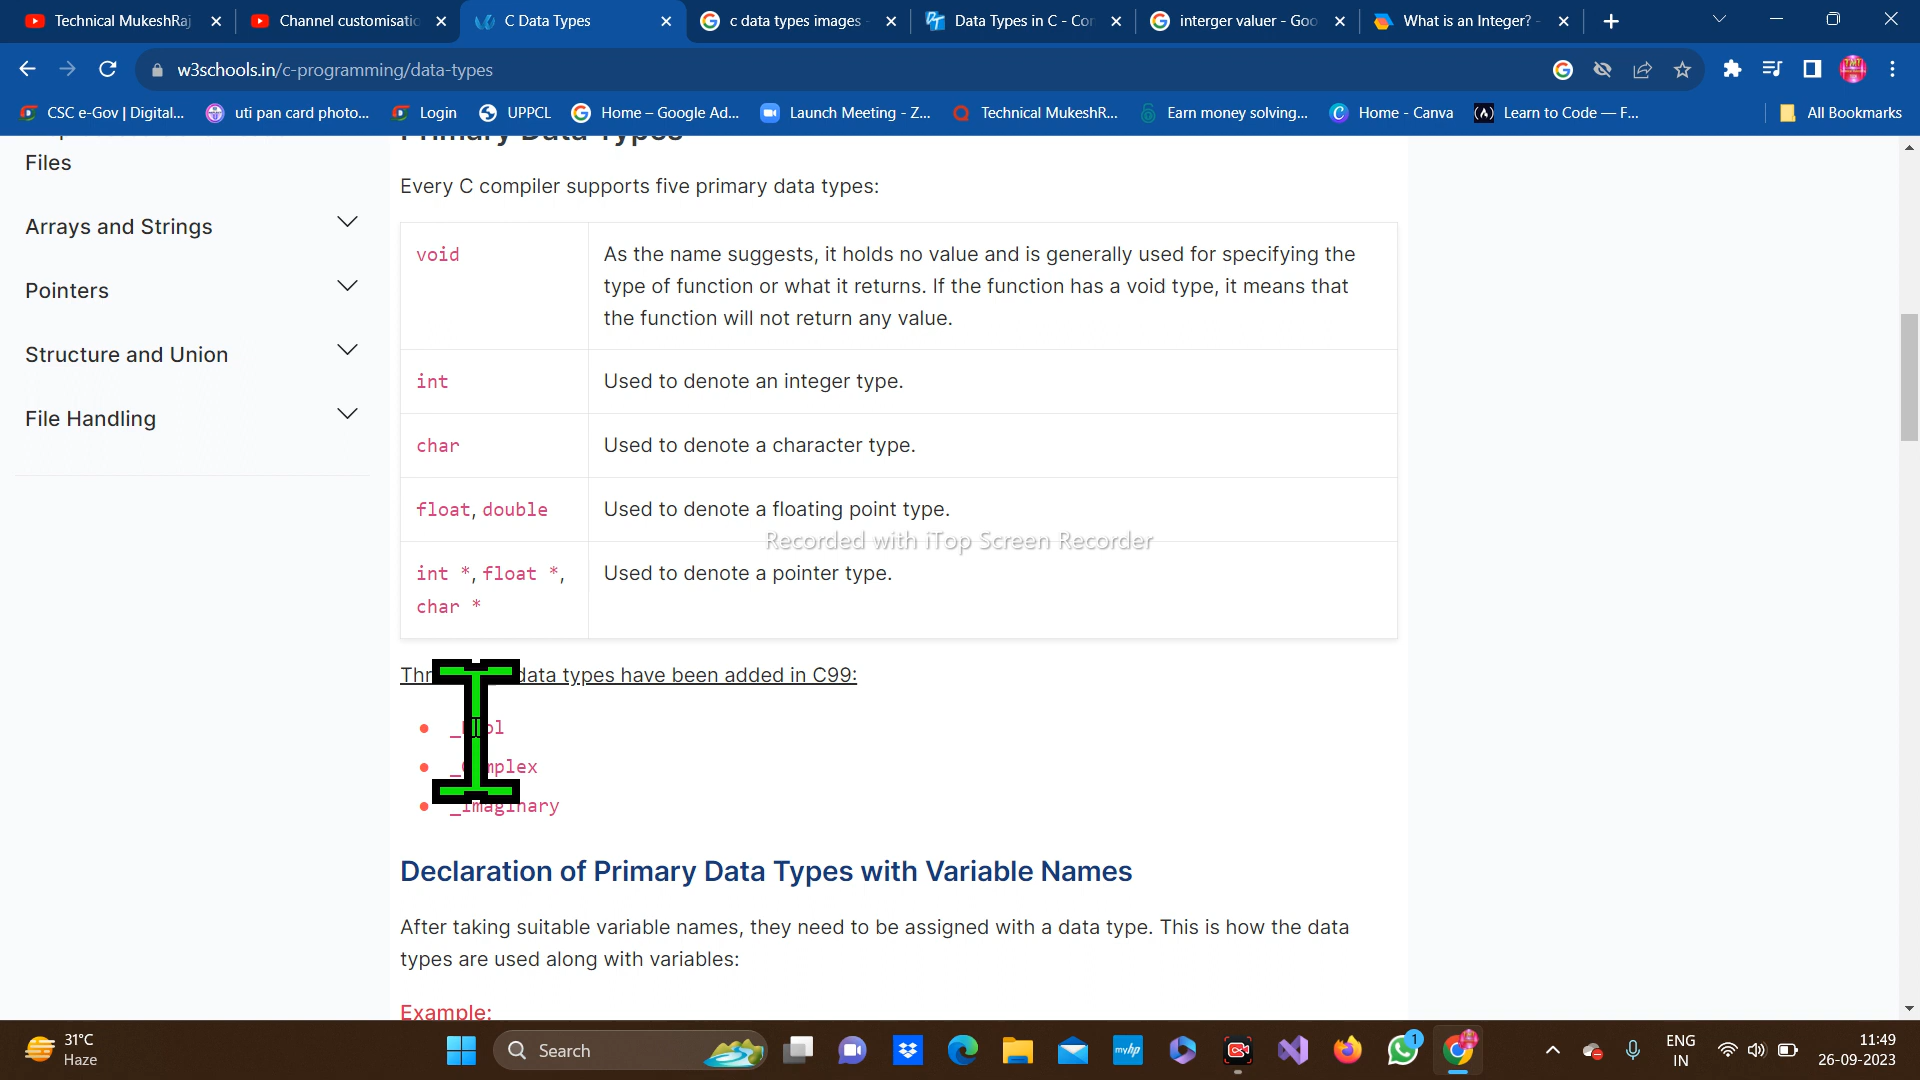 Technical MukeshRaj
Channel customisatio
C Data Types
c data types images -
Data Types in C - Cor
interger valuer - Goo
What is an Integer? -
w3schools.in/c-programming/data-types
CSC e-Gov | Digital...
uti pan card photo...
Login
UPPCL
Home – Google Ad...
Launch Meeting - Z...
Technical MukeshR...
Earn money solving...
Home - Canva
Learn to Code — F...
All Bookmarks
Files
Arrays and Strings
Pointers
Structure and Union
File Handling
Primary Data Types
Every C compiler supports five primary data types:
void
As the name suggests, it holds no value and is generally used for specifying the
type of function or what it returns. If the function has a void type, it means that
the function will not return any value.
int
Used to denote an integer type.
char
Used to denote a character type.
float, double
Used to denote a floating point type.
Recorded with iTop Screen Recorder
int *, float *,
char *
Used to denote a pointer type.
data types have been added in C99:
_Complex
_Imaginary
Declaration of Primary Data Types with Variable Names
After taking suitable variable names, they need to be assigned with a data type. This is how the data
types are used along with variables:
Example:
31°C
Haze
Search
myhp
1
ENG
IN
11:49
26-09-2023